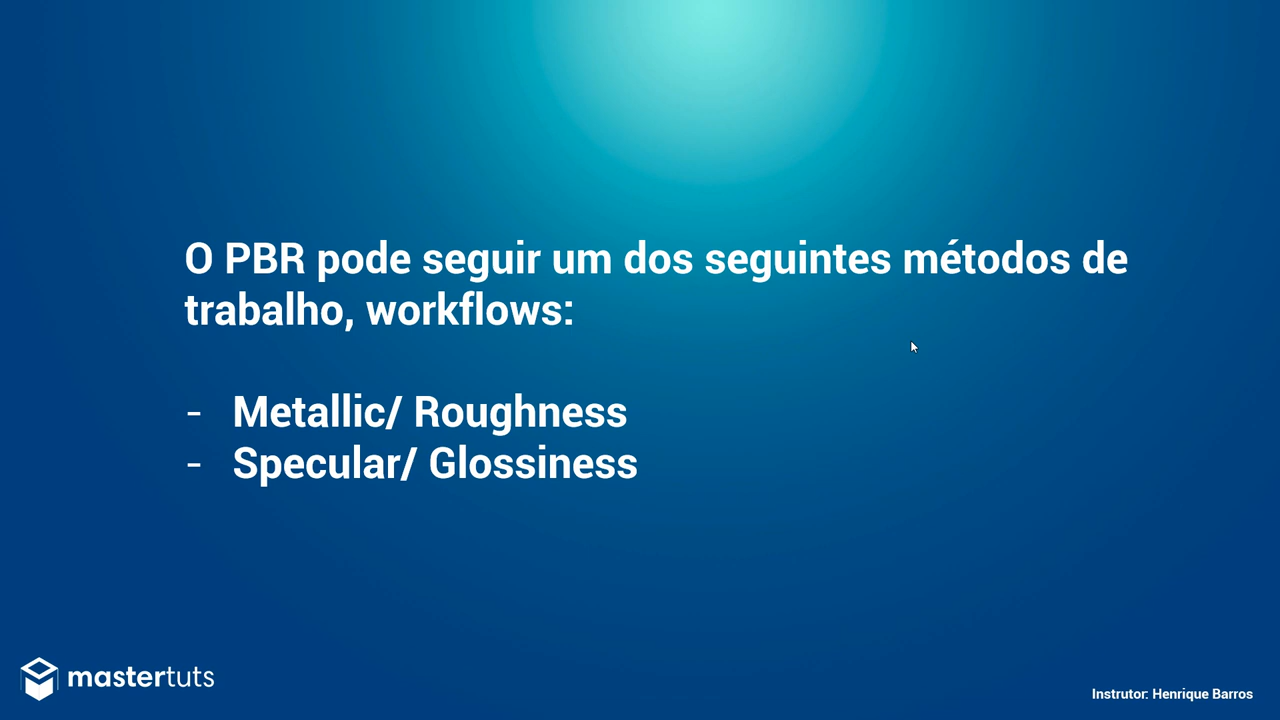 O PBR pode seguir um dos seguintes métodos de
trabalho, workflows:
- Metallic/ Roughness
- Specular/ Glossiness
mastertuts
Instrutor: Henrique Barros